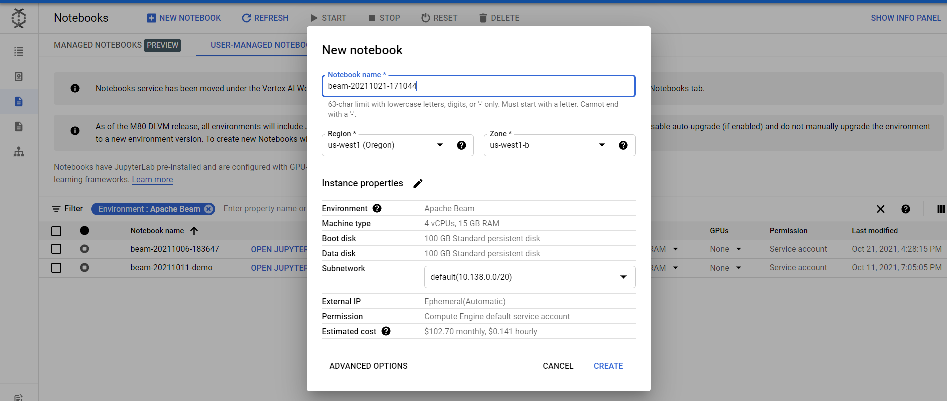 Notebooks
NEW NOTEBOOK
REFRESH
START
STOP
RESET
DELETE
SHOW INFO PANEL
MANAGED NOTEBOOKS PREVIEW
USER-MANAGED NOTEBOO
Notebooks service has been moved under the Vertex AI Wo
Notebooks tab.
As of the M80 DLVM release, all environments will include J
sable auto upgrade (if enabled) and do not manually upgrade the environment
to a new environment version. To create new Notebooks wi
Notebooks have JupyterLab pre-installed and are configured with GPU-
learning frameworks. Learn more
Filter
Environment : Apache Beam
Enter property name or
Notebook name
GPUs
Permission
Last modified
beam-20211006-183647
OPEN JUPYTER
RAM
None
Service account
Oct 21, 2021, 4:28:15 PM
beam-20211011-demo
OPEN JUPYTER
RAM
None
Service account
Oct 11, 2021, 7:05:05 PM
New notebook
Notebook name *
beam-20211021-171044
63-char limit with lowercase letters, digits, or '-' only. Must start with a letter. Cannot end
with a '-'.
Region *
us-west1 (Oregon)
Zone *
us-west1-b
Instance properties
Environment
Apache Beam
Machine type
4 vCPUs, 15 GB RAM
Boot disk
100 GB Standard persistent disk
Data disk
100 GB Standard persistent disk
Subnetwork
default(10.138.0.0/20)
External IP
Ephemeral(Automatic)
Permission
Compute Engine default service account
Estimated cost
$102.70 monthly, $0.141 hourly
ADVANCED OPTIONS
CANCEL
CREATE